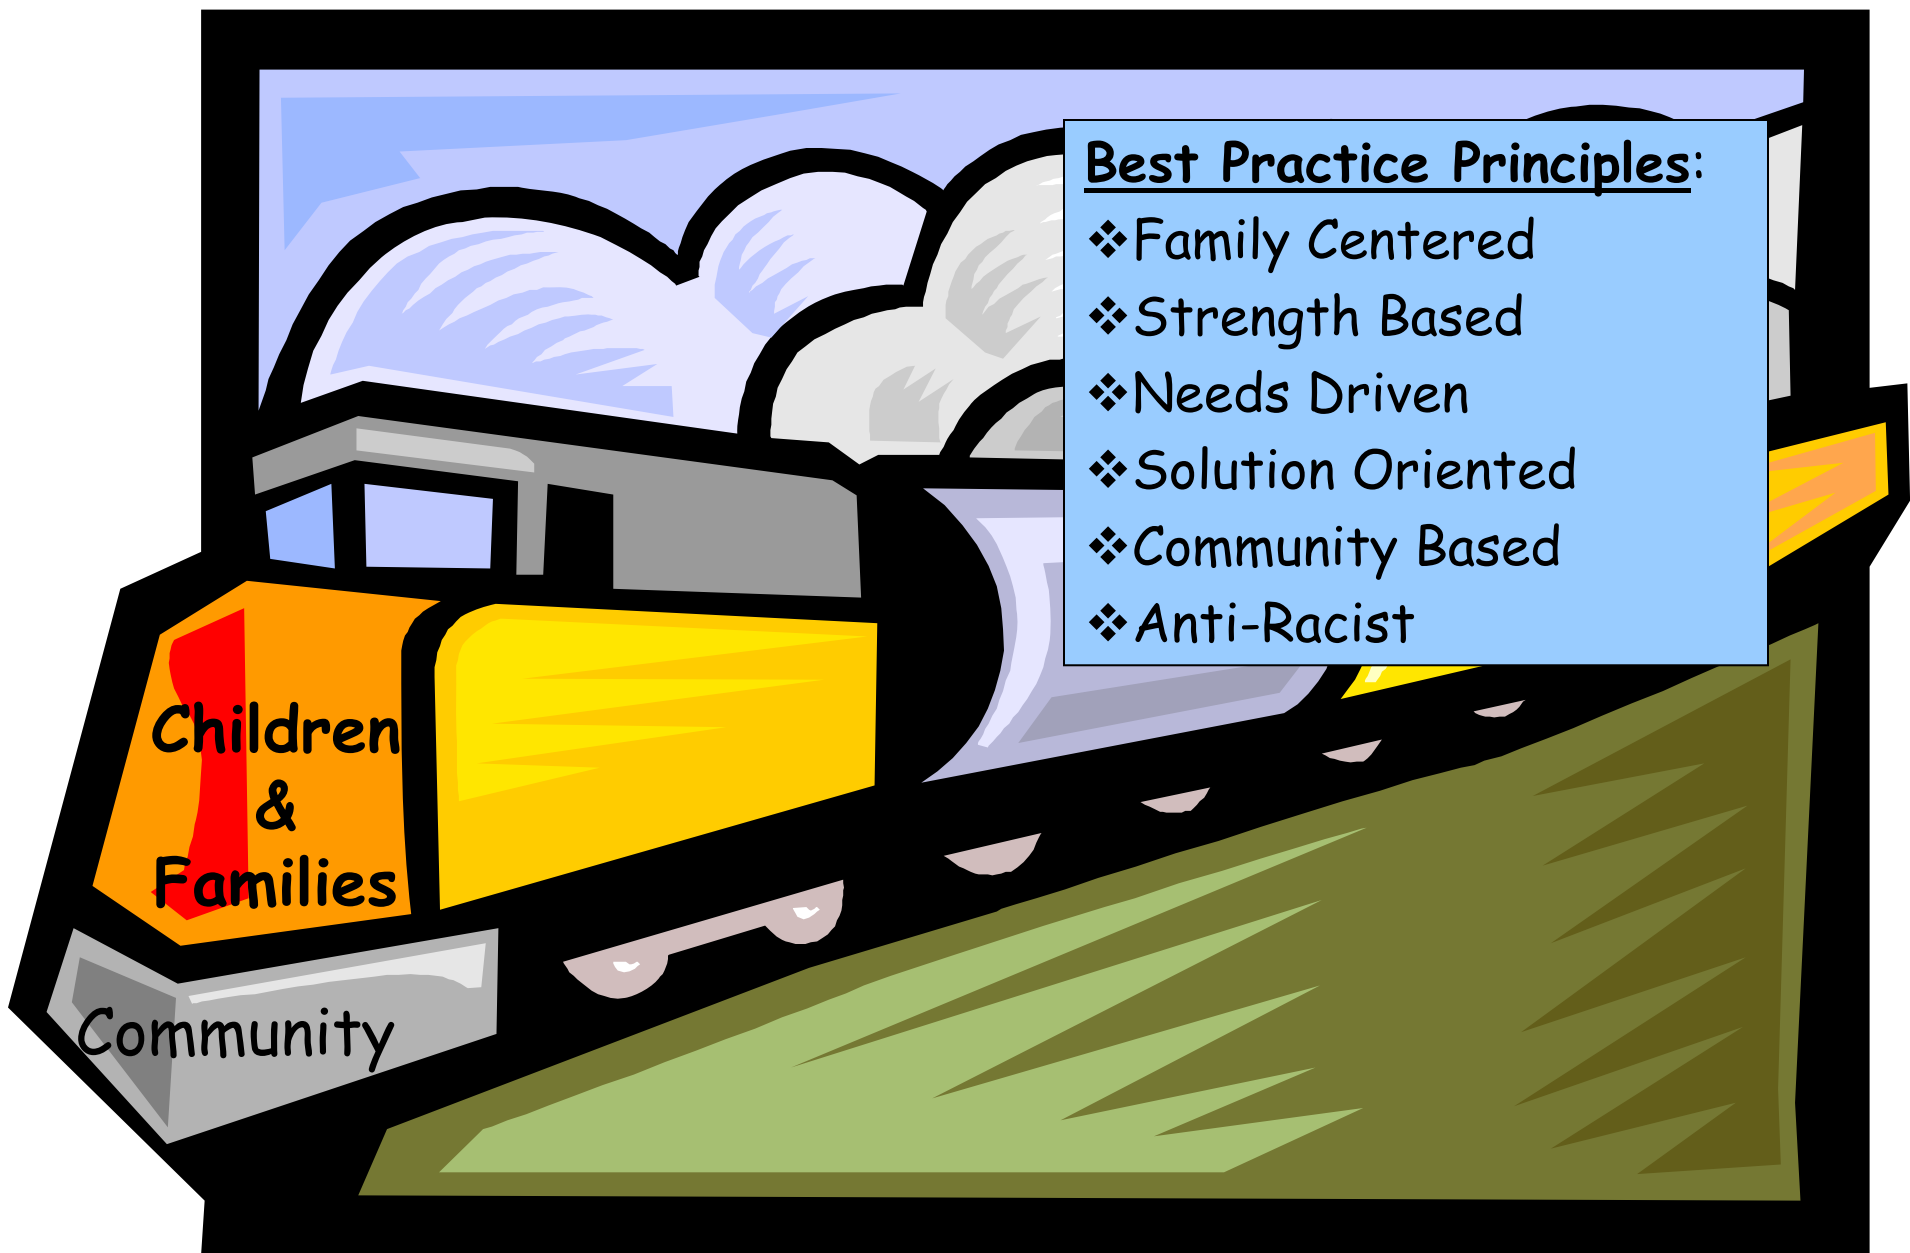 Best Practice Principles:
❖Family Centered
❖Strength Based
❖Needs Driven
❖Solution Oriented
❖Community Based
❖Anti-Racist
Children
&
Families
Community